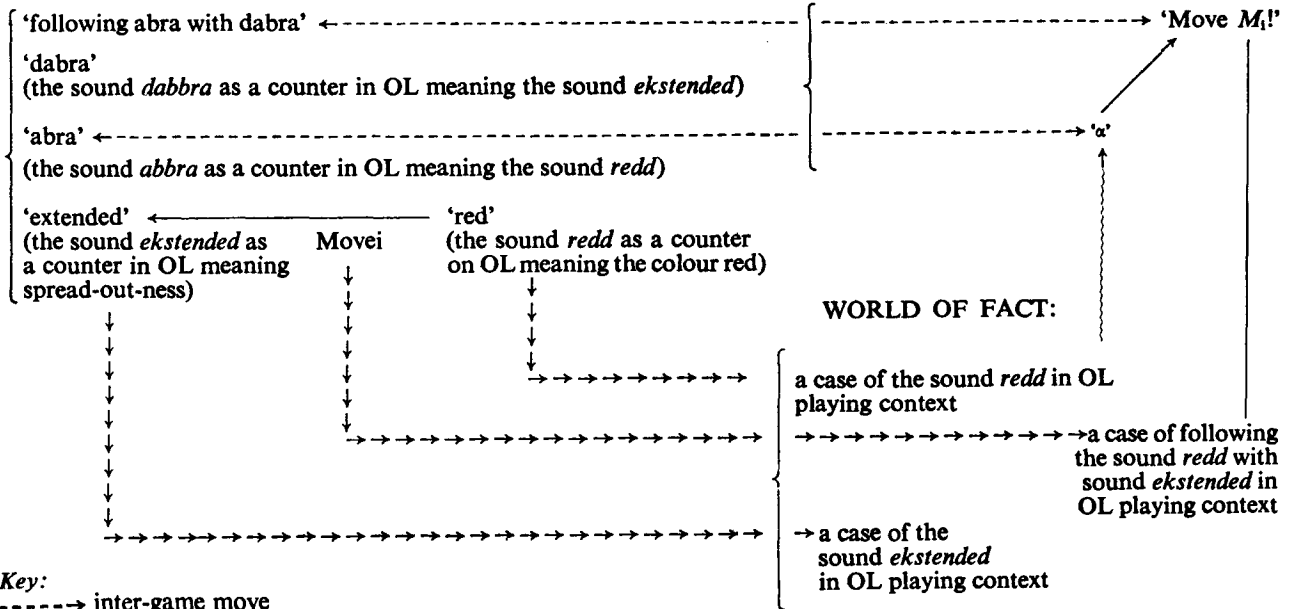 ‘following abra with dabra’
‘Move M₁!’
‘dabra’
(the sound dabbra as a counter in OL meaning the sound ekstended)
‘abra’
‘α’
(the sound abbra as a counter in OL meaning the sound redd)
‘extended’
‘red’
(the sound ekstended as
a counter in OL meaning
spread-out-ness)
Movei
(the sound redd as a counter
on OL meaning the colour red)
WORLD OF FACT:
a case of the sound redd in OL
playing context
a case of following
the sound redd with
sound ekstended in
OL playing context
a case of the
sound ekstended
in OL playing context
Key:
inter-game move